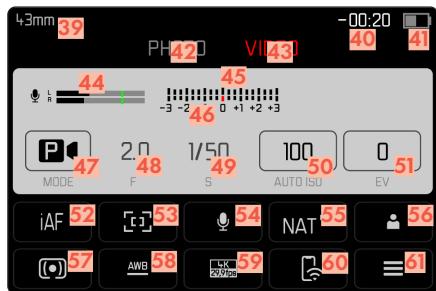 43mm 39 -00:20 40 41
PHOTO 42 VIDEO 43
44 45
L
R
-3 -2 -1 0 +1 +2 +3
46
P 47 2.0 48 1/50 49 100 50 0 51
MODE F S AUTO ISO EV
iAF 52 53 54 NAT 55 56
57 AWB 58 4K 59 60 61
29,97fps